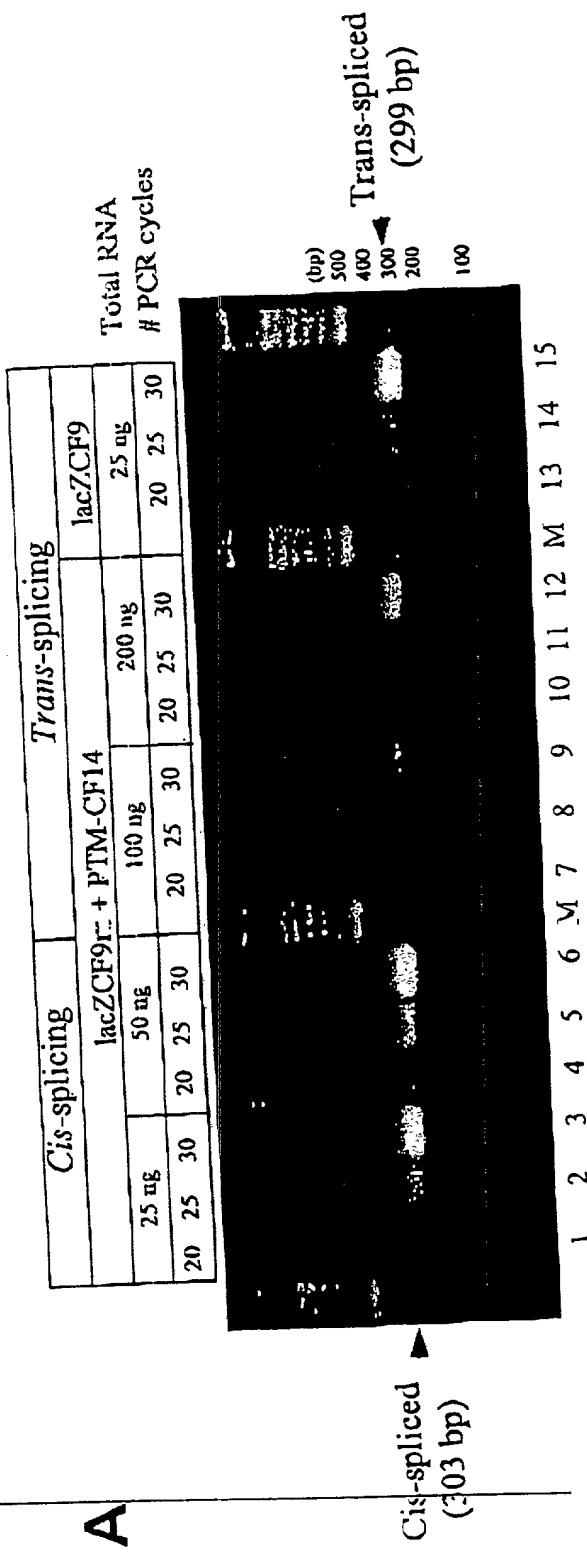 A
Cis-splicing Trans-splicing
lacZCF9m + PTM-CF14 lacZCF9
25 ng 50 ng 100 ng 200 ng 25 ng Total RNA
20 25 30 20 25 30 20 25 30 20 25 30 20 25 30 # PCR cycles
(bp)
500
400
300
200
100
Cis-spliced
(303 bp)
Trans-spliced
(299 bp)
1 2 3 4 5 6 M 7 8 9 10 11 12 M 13 14 15